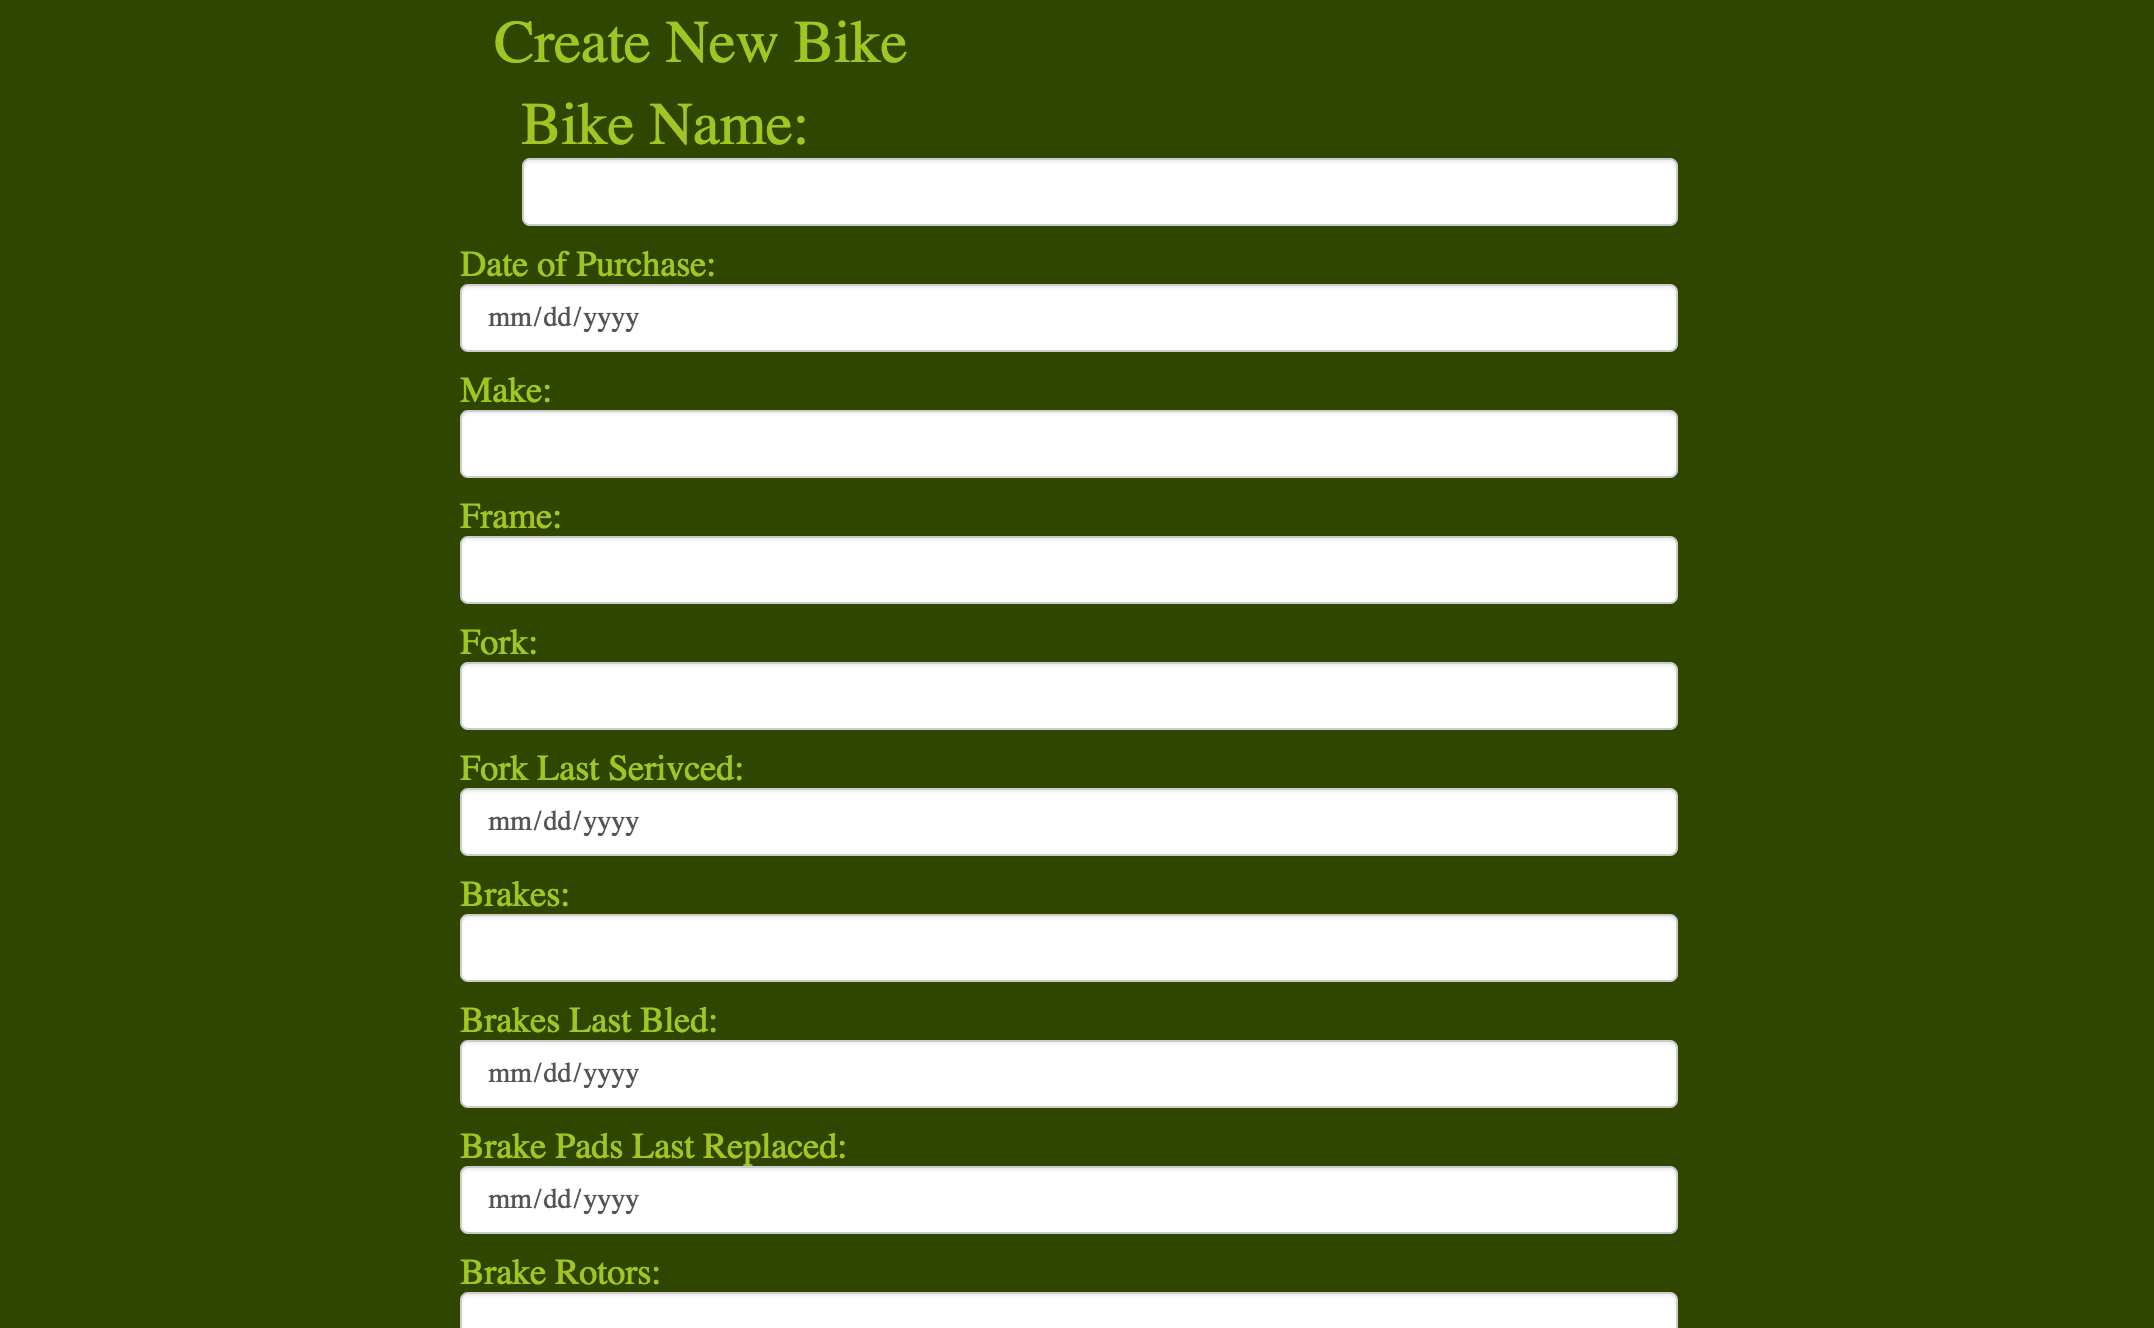 Create New Bike
Bike Name:
Date of Purchase:
mm/dd/yyyy
Make:
Frame:
Fork:
Fork Last Serivced:
mm/dd/yyyy
Brakes:
Brakes Last Bled:
mm/dd/yyyy
Brake Pads Last Replaced:
mm/dd/yyyy
Brake Rotors: